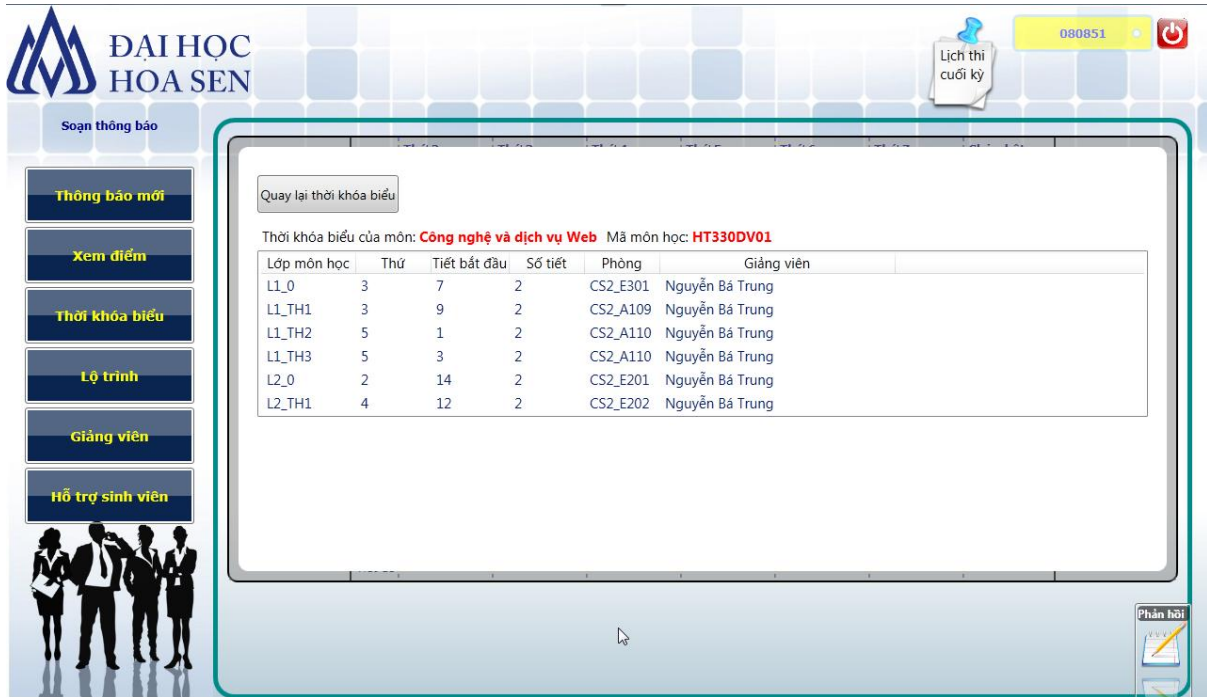 ĐẠI HỌC
HOA SEN
Lịch thi
cuối kỳ
080851
Soạn thông báo
Thông báo mới
Xem điểm
Thời khóa biểu
Lộ trình
Giảng viên
Hỗ trợ sinh viên
Quay lại thời khóa biểu
Thời khóa biểu của môn: Công nghệ và dịch vụ Web Mã môn học: HT330DV01
Lớp môn học Thứ Tiết bắt đầu Số tiết Phòng Giảng viên
L1_0 3 7 2 CS2_E301 Nguyễn Bá Trung
L1_TH1 3 9 2 CS2_A109 Nguyễn Bá Trung
L1_TH2 5 1 2 CS2_A110 Nguyễn Bá Trung
L1_TH3 5 3 2 CS2_A110 Nguyễn Bá Trung
L2_0 2 14 2 CS2_E201 Nguyễn Bá Trung
L2_TH1 4 12 2 CS2_E202 Nguyễn Bá Trung
Phản hồi